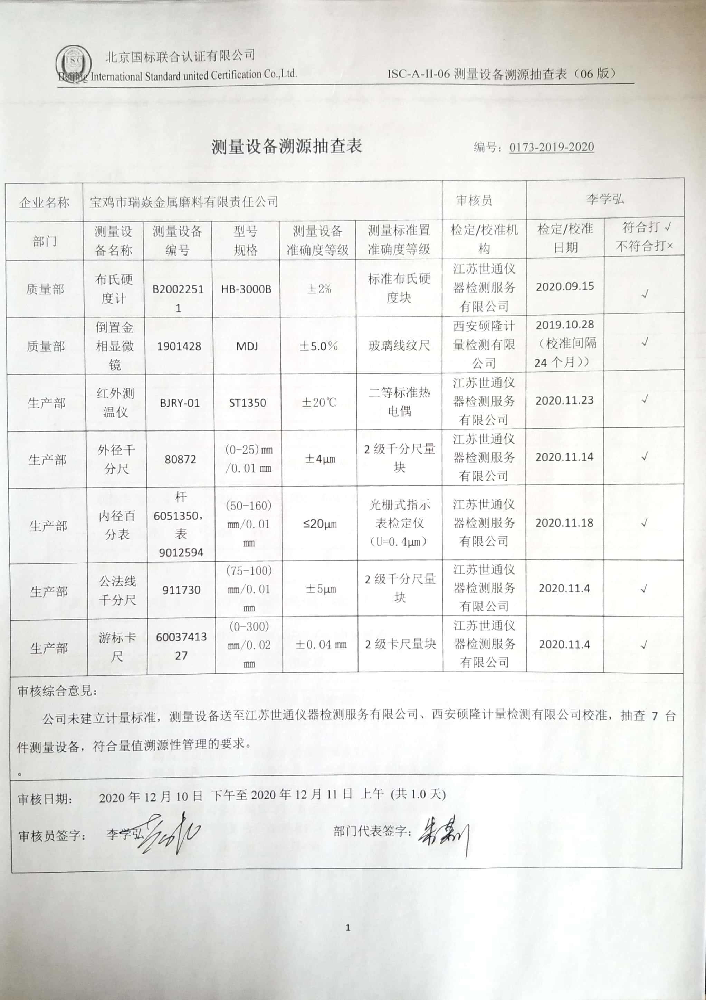 ISC
北京国标联合认证有限公司
Beijing International Standard united Certification Co.,Ltd.
ISC-A-II-06 测量设备溯源抽查表（06 版）
测量设备溯源抽查表
编号：0173-2019-2020
企业名称 宝鸡市瑞焱金属磨料有限责任公司 审核员 李学弘
部门
测量设
备名称
测量设备
编号
型号
规格
测量设备
准确度等级
测量标准置
准确度等级
检定/校准机
构
检定/校准
日期
符合打√
不符合打×
质量部
布氏硬
度计
B2002251
1
HB-3000B
±2%
标准布氏硬
度块
江苏世通仪
器检测服务
有限公司
2020.09.15
√
质量部
倒置金
相显微
镜
1901428
MDJ
±5.0%
玻璃线纹尺
西安硕隆计
量检测有限
公司
2019.10.28
（校准间隔
24 个月））
√
生产部
红外测
温仪
BJRY-01
ST1350
±20℃
二等标准热
电偶
江苏世通仪
器检测服务
有限公司
2020.11.23
√
生产部
外径千
分尺
80872
(0-25)mm
/0.01 mm
±4μm
2 级千分尺量
块
江苏世通仪
器检测服务
有限公司
2020.11.14
√
生产部
内径百
分表
杆
6051350，
表
9012594
(50-160)
mm/0.01
mm
≤20μm
光栅式指示
表检定仪
（U=0.4μm）
江苏世通仪
器检测服务
有限公司
2020.11.18
√
生产部
公法线
千分尺
911730
(75-100)
mm/0.01
mm
±5μm
2 级千分尺量
块
江苏世通仪
器检测服务
有限公司
2020.11.4
√
生产部
游标卡
尺
60037413
27
(0-300)
mm/0.02
mm
±0.04 mm
2 级卡尺量块
江苏世通仪
器检测服务
有限公司
2020.11.4
√
审核综合意见：
公司未建立计量标准，测量设备送至江苏世通仪器检测服务有限公司、西安硕隆计量检测有限公司校准，抽查 7 台
件测量设备，符合量值溯源性管理的要求。
。
审核日期： 2020 年 12 月 10 日 下午至 2020 年 12 月 11 日 上午 (共 1.0 天)
审核员签字： 李学弘
部门代表签字：
1